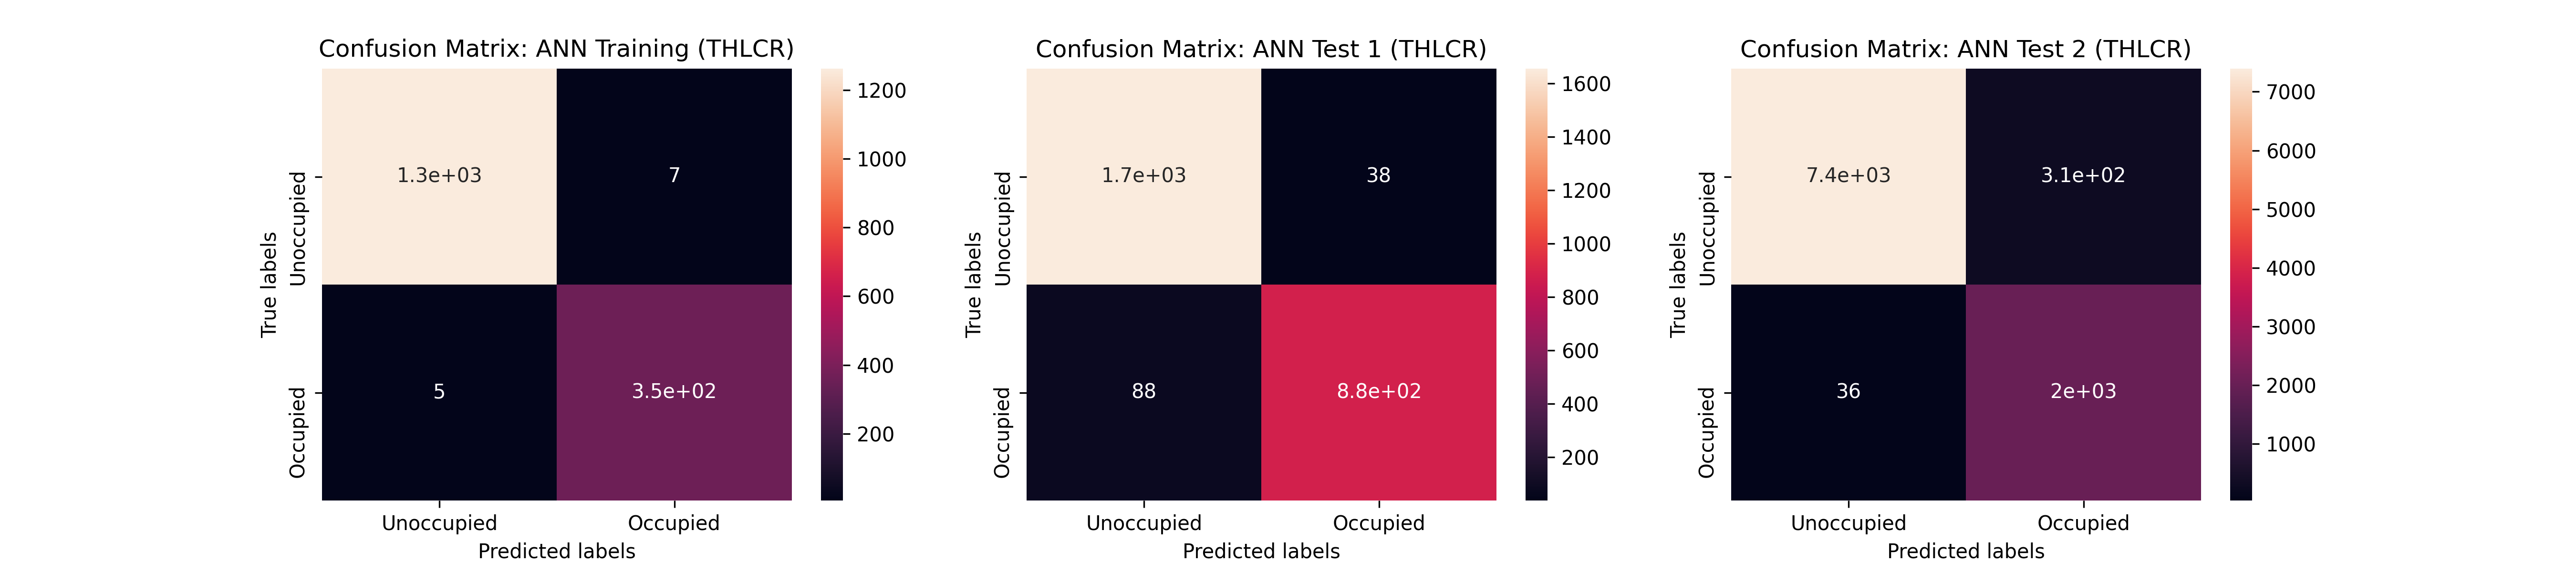 Confusion Matrix: ANN Training (THLCR)
True labels
Unoccupied
Occupied
1.3e+03
7
5
3.5e+02
Unoccupied
Occupied
Predicted labels
1200
1000
800
600
400
200
Confusion Matrix: ANN Test 1 (THLCR)
True labels
Unoccupied
Occupied
1.7e+03
38
88
8.8e+02
Unoccupied
Occupied
Predicted labels
1600
1400
1200
1000
800
600
400
200
Confusion Matrix: ANN Test 2 (THLCR)
True labels
Unoccupied
Occupied
7.4e+03
3.1e+02
36
2e+03
Unoccupied
Occupied
Predicted labels
7000
6000
5000
4000
3000
2000
1000